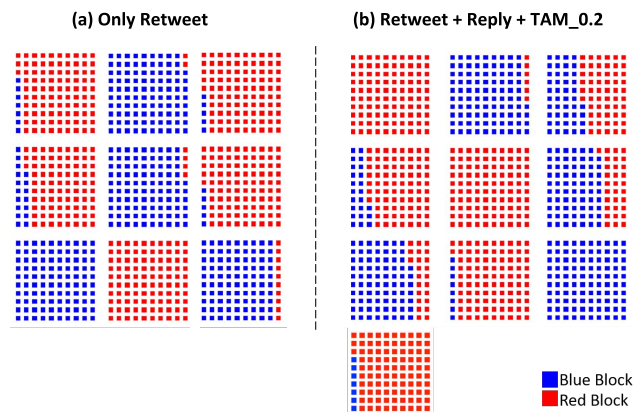 (a) Only Retweet
(b) Retweet + Reply + TAM_0.2
Blue Block
Red Block